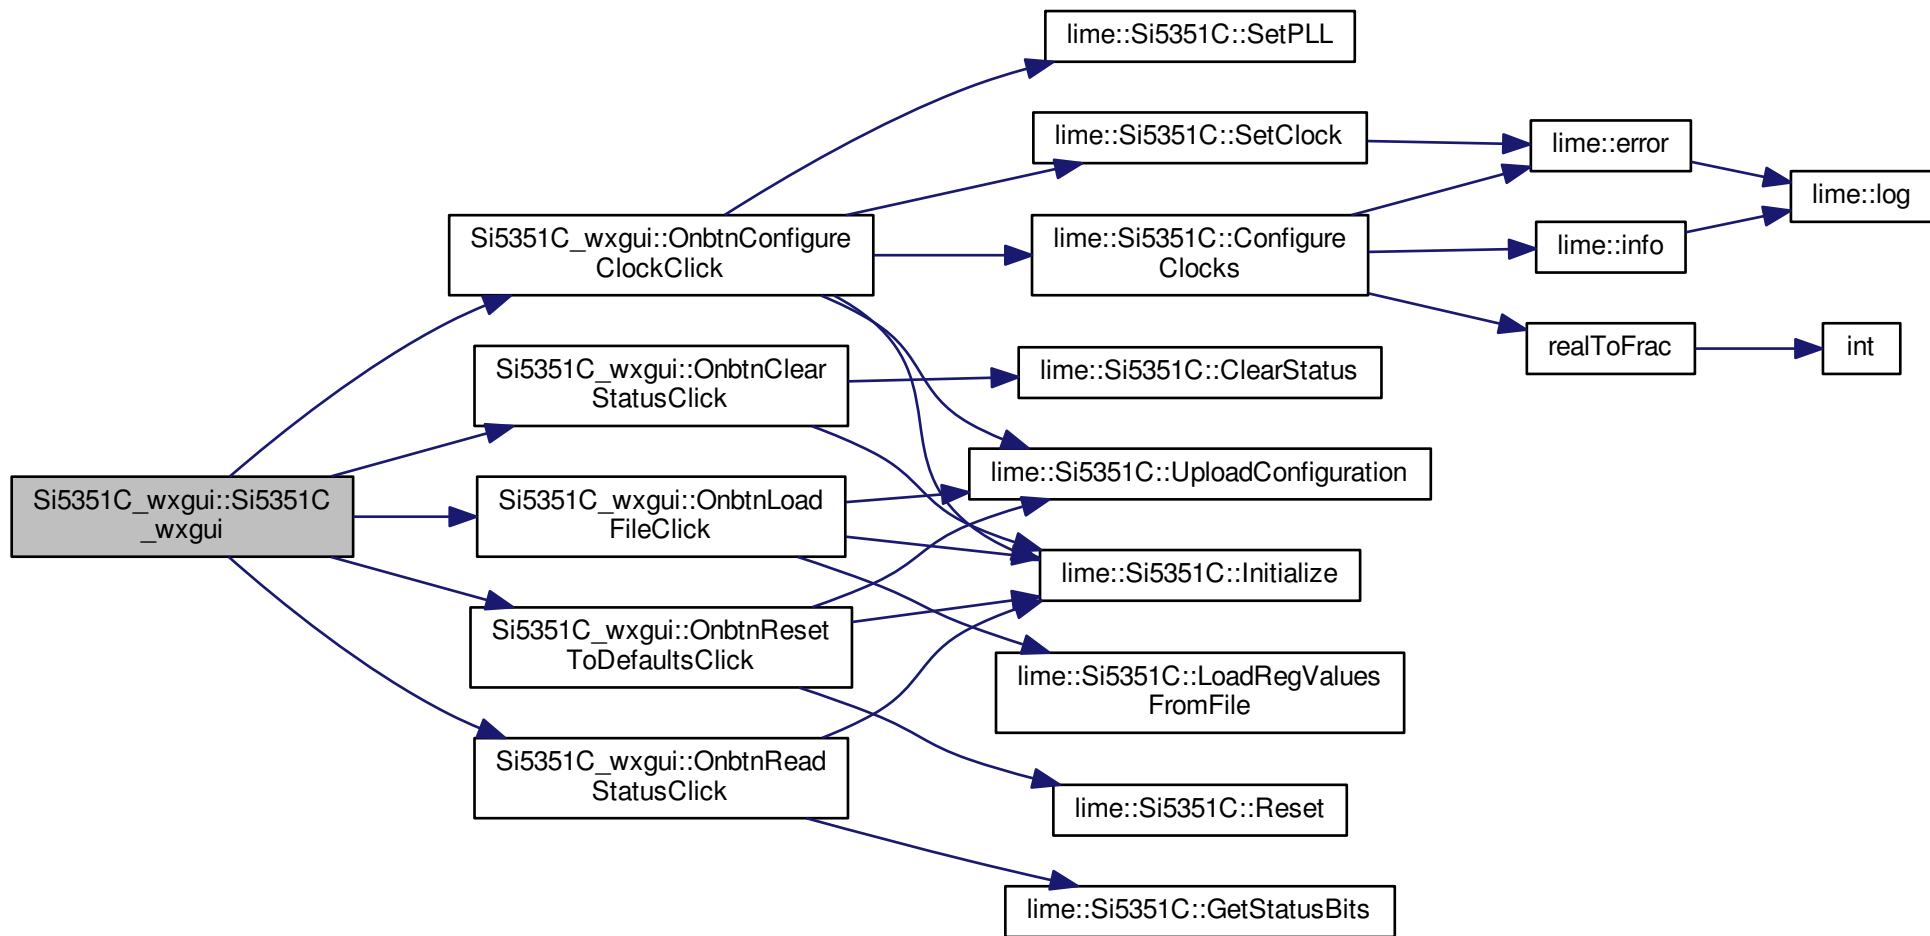 lime::Si5351C::SetPLL
lime::Si5351C::SetClock
lime::error
lime::log
Si5351C_wxgui::OnbtnConfigure
ClockClick
lime::Si5351C::Configure
Clocks
lime::info
realToFrac
int
Si5351C_wxgui::OnbtnClear
StatusClick
lime::Si5351C::ClearStatus
lime::Si5351C::UploadConfiguration
Si5351C_wxgui::Si5351C
_wxgui
Si5351C_wxgui::OnbtnLoad
FileClick
lime::Si5351C::Initialize
Si5351C_wxgui::OnbtnReset
ToDefaultsClick
lime::Si5351C::LoadRegValues
FromFile
Si5351C_wxgui::OnbtnRead
StatusClick
lime::Si5351C::Reset
lime::Si5351C::GetStatusBits